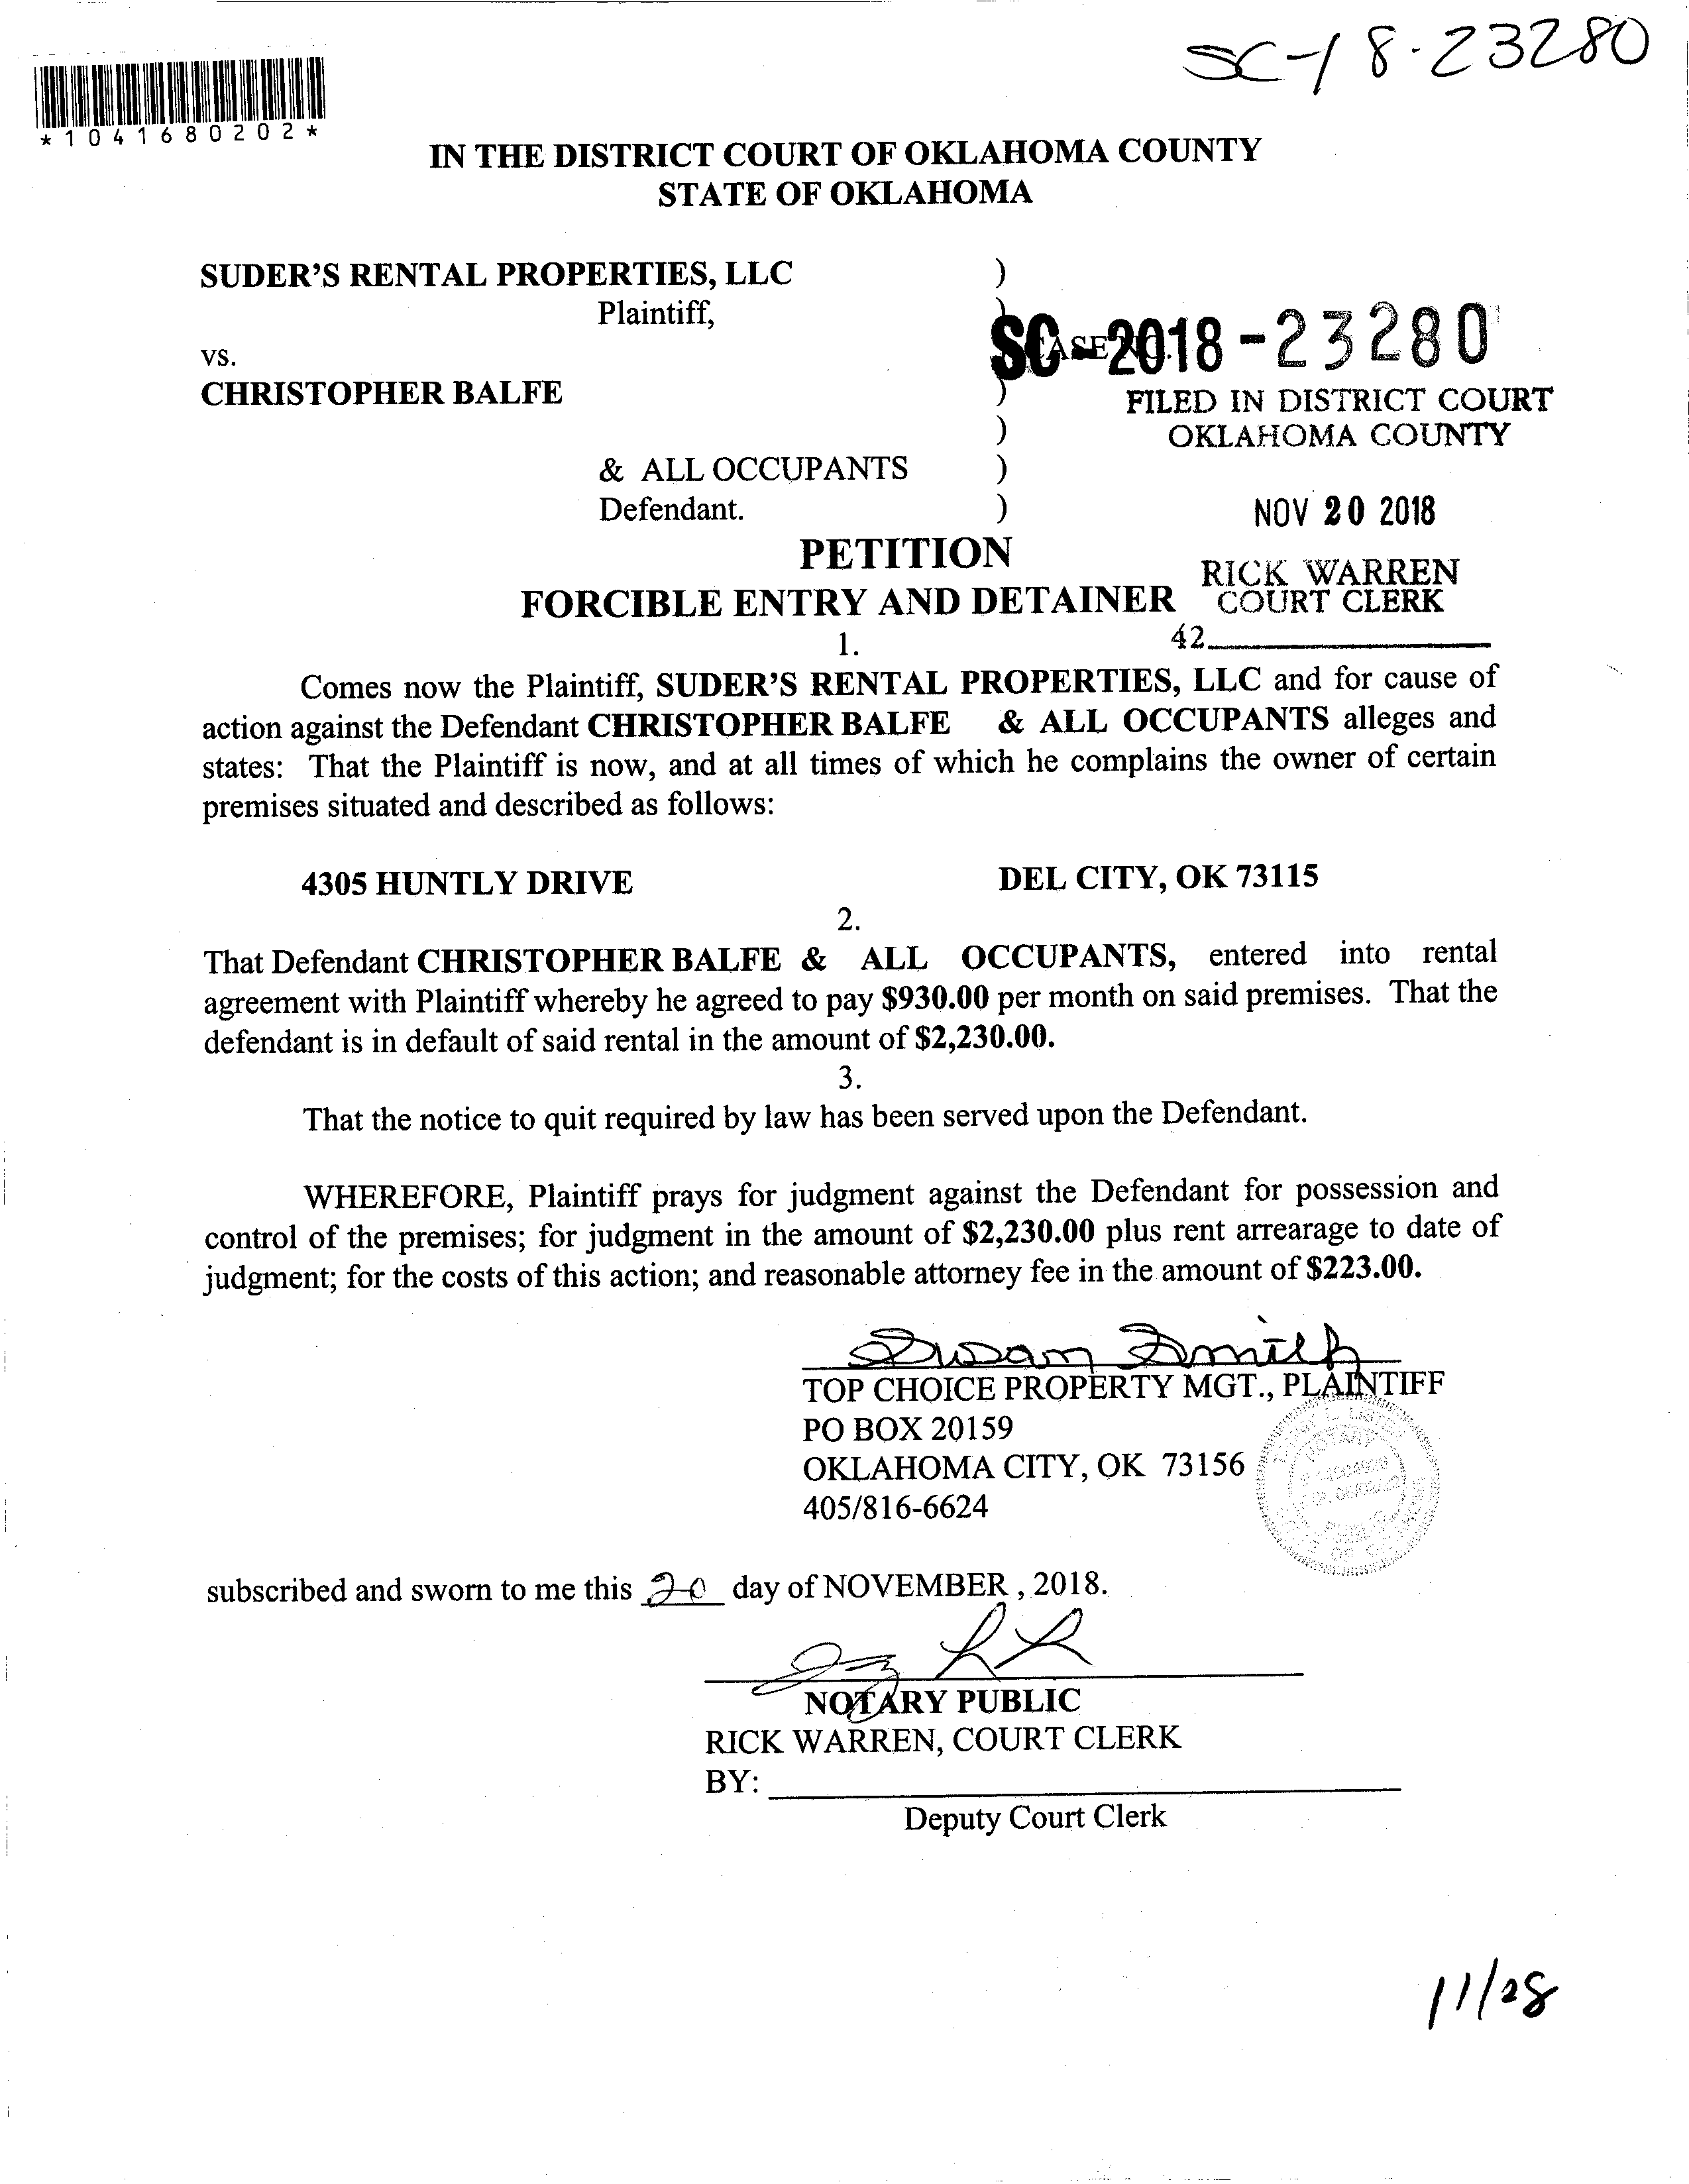 SC-18-23280
*1041680202*
IN THE DISTRICT COURT OF OKLAHOMA COUNTY
STATE OF OKLAHOMA
SUDER'S RENTAL PROPERTIES, LLC )
Plaintiff, )
SC-2018-23280
CASE NO.
vs.
CHRISTOPHER BALFE )
FILED IN DISTRICT COURT
OKLAHOMA COUNTY
)
& ALL OCCUPANTS )
Defendant. )
NOV 20 2018
PETITION
RICK WARREN
COURT CLERK
FORCIBLE ENTRY AND DETAINER
42
1.
Comes now the Plaintiff, SUDER'S RENTAL PROPERTIES, LLC and for cause of
action against the Defendant CHRISTOPHER BALFE & ALL OCCUPANTS alleges and
states: That the Plaintiff is now, and at all times of which he complains the owner of certain
premises situated and described as follows:
4305 HUNTLY DRIVE DEL CITY, OK 73115
2.
That Defendant CHRISTOPHER BALFE & ALL OCCUPANTS, entered into rental
agreement with Plaintiff whereby he agreed to pay $930.00 per month on said premises. That the
defendant is in default of said rental in the amount of $2,230.00.
3.
That the notice to quit required by law has been served upon the Defendant.
WHEREFORE, Plaintiff prays for judgment against the Defendant for possession and
control of the premises; for judgment in the amount of $2,230.00 plus rent arrearage to date of
judgment; for the costs of this action; and reasonable attorney fee in the amount of $223.00.
Susan Smith
TOP CHOICE PROPERTY MGT., PLAINTIFF
PO BOX 20159
OKLAHOMA CITY, OK 73156
405/816-6624
NOTARY
PUBLIC
subscribed and sworn to me this 20 day of NOVEMBER , 2018.
NOTARY PUBLIC
RICK WARREN, COURT CLERK
BY:
Deputy Court Clerk
11/28